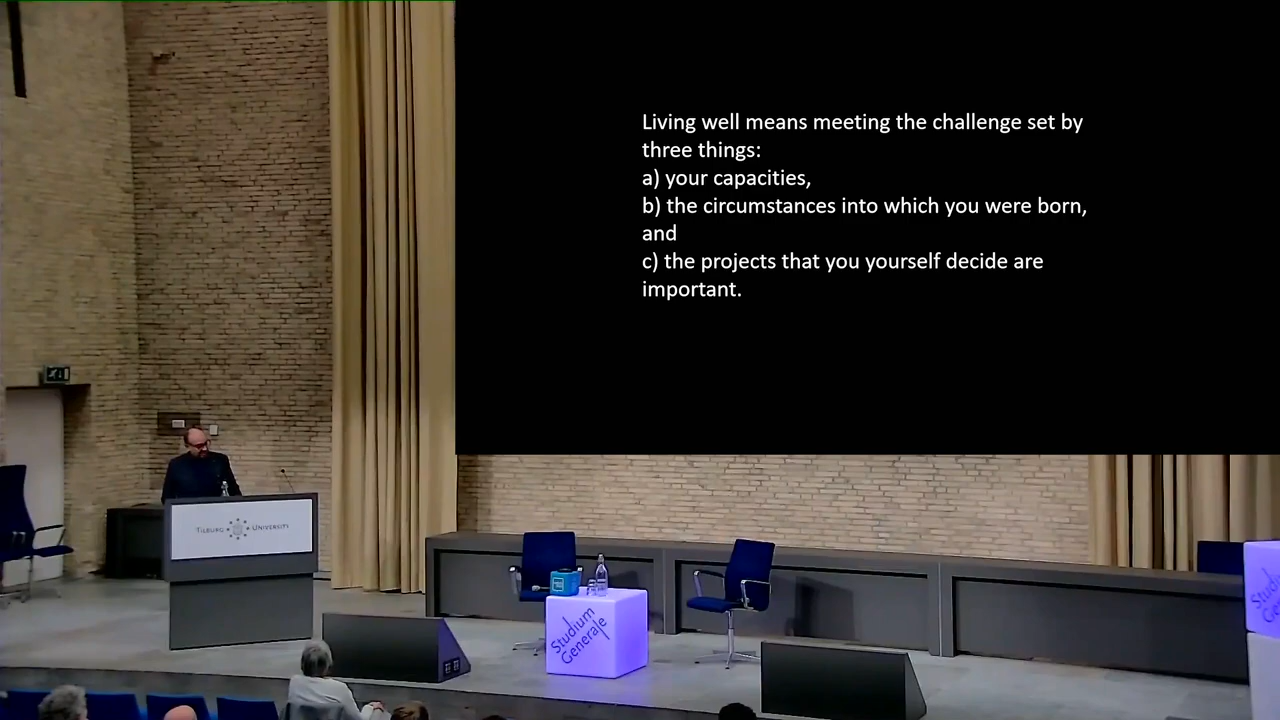 Living well means meeting the challenge set by
three things:
a) your capacities,
b) the circumstances into which you were born,
and
c) the projects that you yourself decide are
important.
TILBURG UNIVERSITY
Studium
Generale